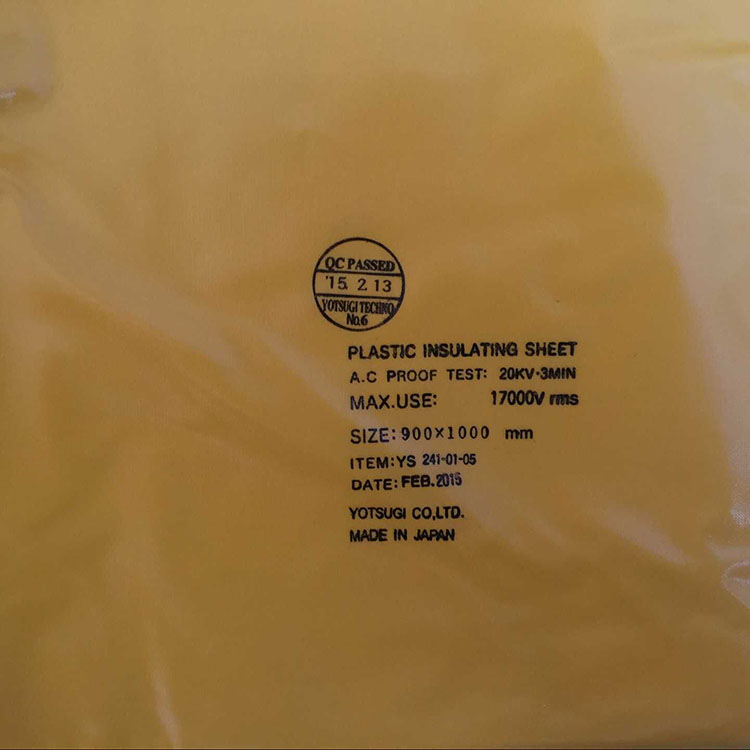 QC PASSED
'15. 2. 13
YOTSUGI TECHNO
No.6
PLASTIC INSULATING SHEET
A.C PROOF TEST: 20KV·3MIN
MAX.USE: 17000V rms
SIZE: 900×1000 mm
ITEM:YS 241-01-05
DATE: FEB.2015
YOTSUGI CO,LTD.
MADE IN JAPAN